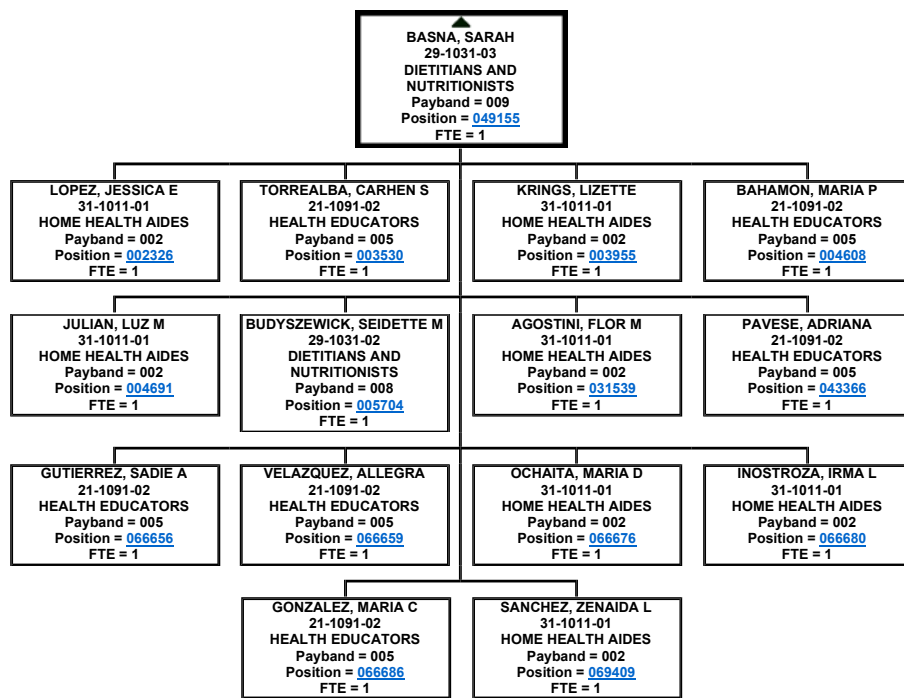 BASNA, SARAH
29-1031-03
DIETITIANS AND
NUTRITIONISTS
Payband = 009
Position = 049155
FTE = 1
LOPEZ, JESSICA E
31-1011-01
HOME HEALTH AIDES
Payband = 002
Position = 002326
FTE = 1
TORREALBA, CARHEN S
21-1091-02
HEALTH EDUCATORS
Payband = 005
Position = 003530
FTE = 1
KRINGS, LIZETTE
31-1011-01
HOME HEALTH AIDES
Payband = 002
Position = 003955
FTE = 1
BAHAMON, MARIA P
21-1091-02
HEALTH EDUCATORS
Payband = 005
Position = 004608
FTE = 1
JULIAN, LUZ M
31-1011-01
HOME HEALTH AIDES
Payband = 002
Position = 004691
FTE = 1
BUDYSZEWICK, SEIDETTE M
29-1031-02
DIETITIANS AND
NUTRITIONISTS
Payband = 008
Position = 005704
FTE = 1
AGOSTINI, FLOR M
31-1011-01
HOME HEALTH AIDES
Payband = 002
Position = 031539
FTE = 1
PAVESE, ADRIANA
21-1091-02
HEALTH EDUCATORS
Payband = 005
Position = 043366
FTE = 1
GUTIERREZ, SADIE A
21-1091-02
HEALTH EDUCATORS
Payband = 005
Position = 066656
FTE = 1
VELAZQUEZ, ALLEGRA
21-1091-02
HEALTH EDUCATORS
Payband = 005
Position = 066659
FTE = 1
OCHAITA, MARIA D
31-1011-01
HOME HEALTH AIDES
Payband = 002
Position = 066676
FTE = 1
INOSTROZA, IRMA L
31-1011-01
HOME HEALTH AIDES
Payband = 002
Position = 066680
FTE = 1
GONZALEZ, MARIA C
21-1091-02
HEALTH EDUCATORS
Payband = 005
Position = 066686
FTE = 1
SANCHEZ, ZENAIDA L
31-1011-01
HOME HEALTH AIDES
Payband = 002
Position = 069409
FTE = 1